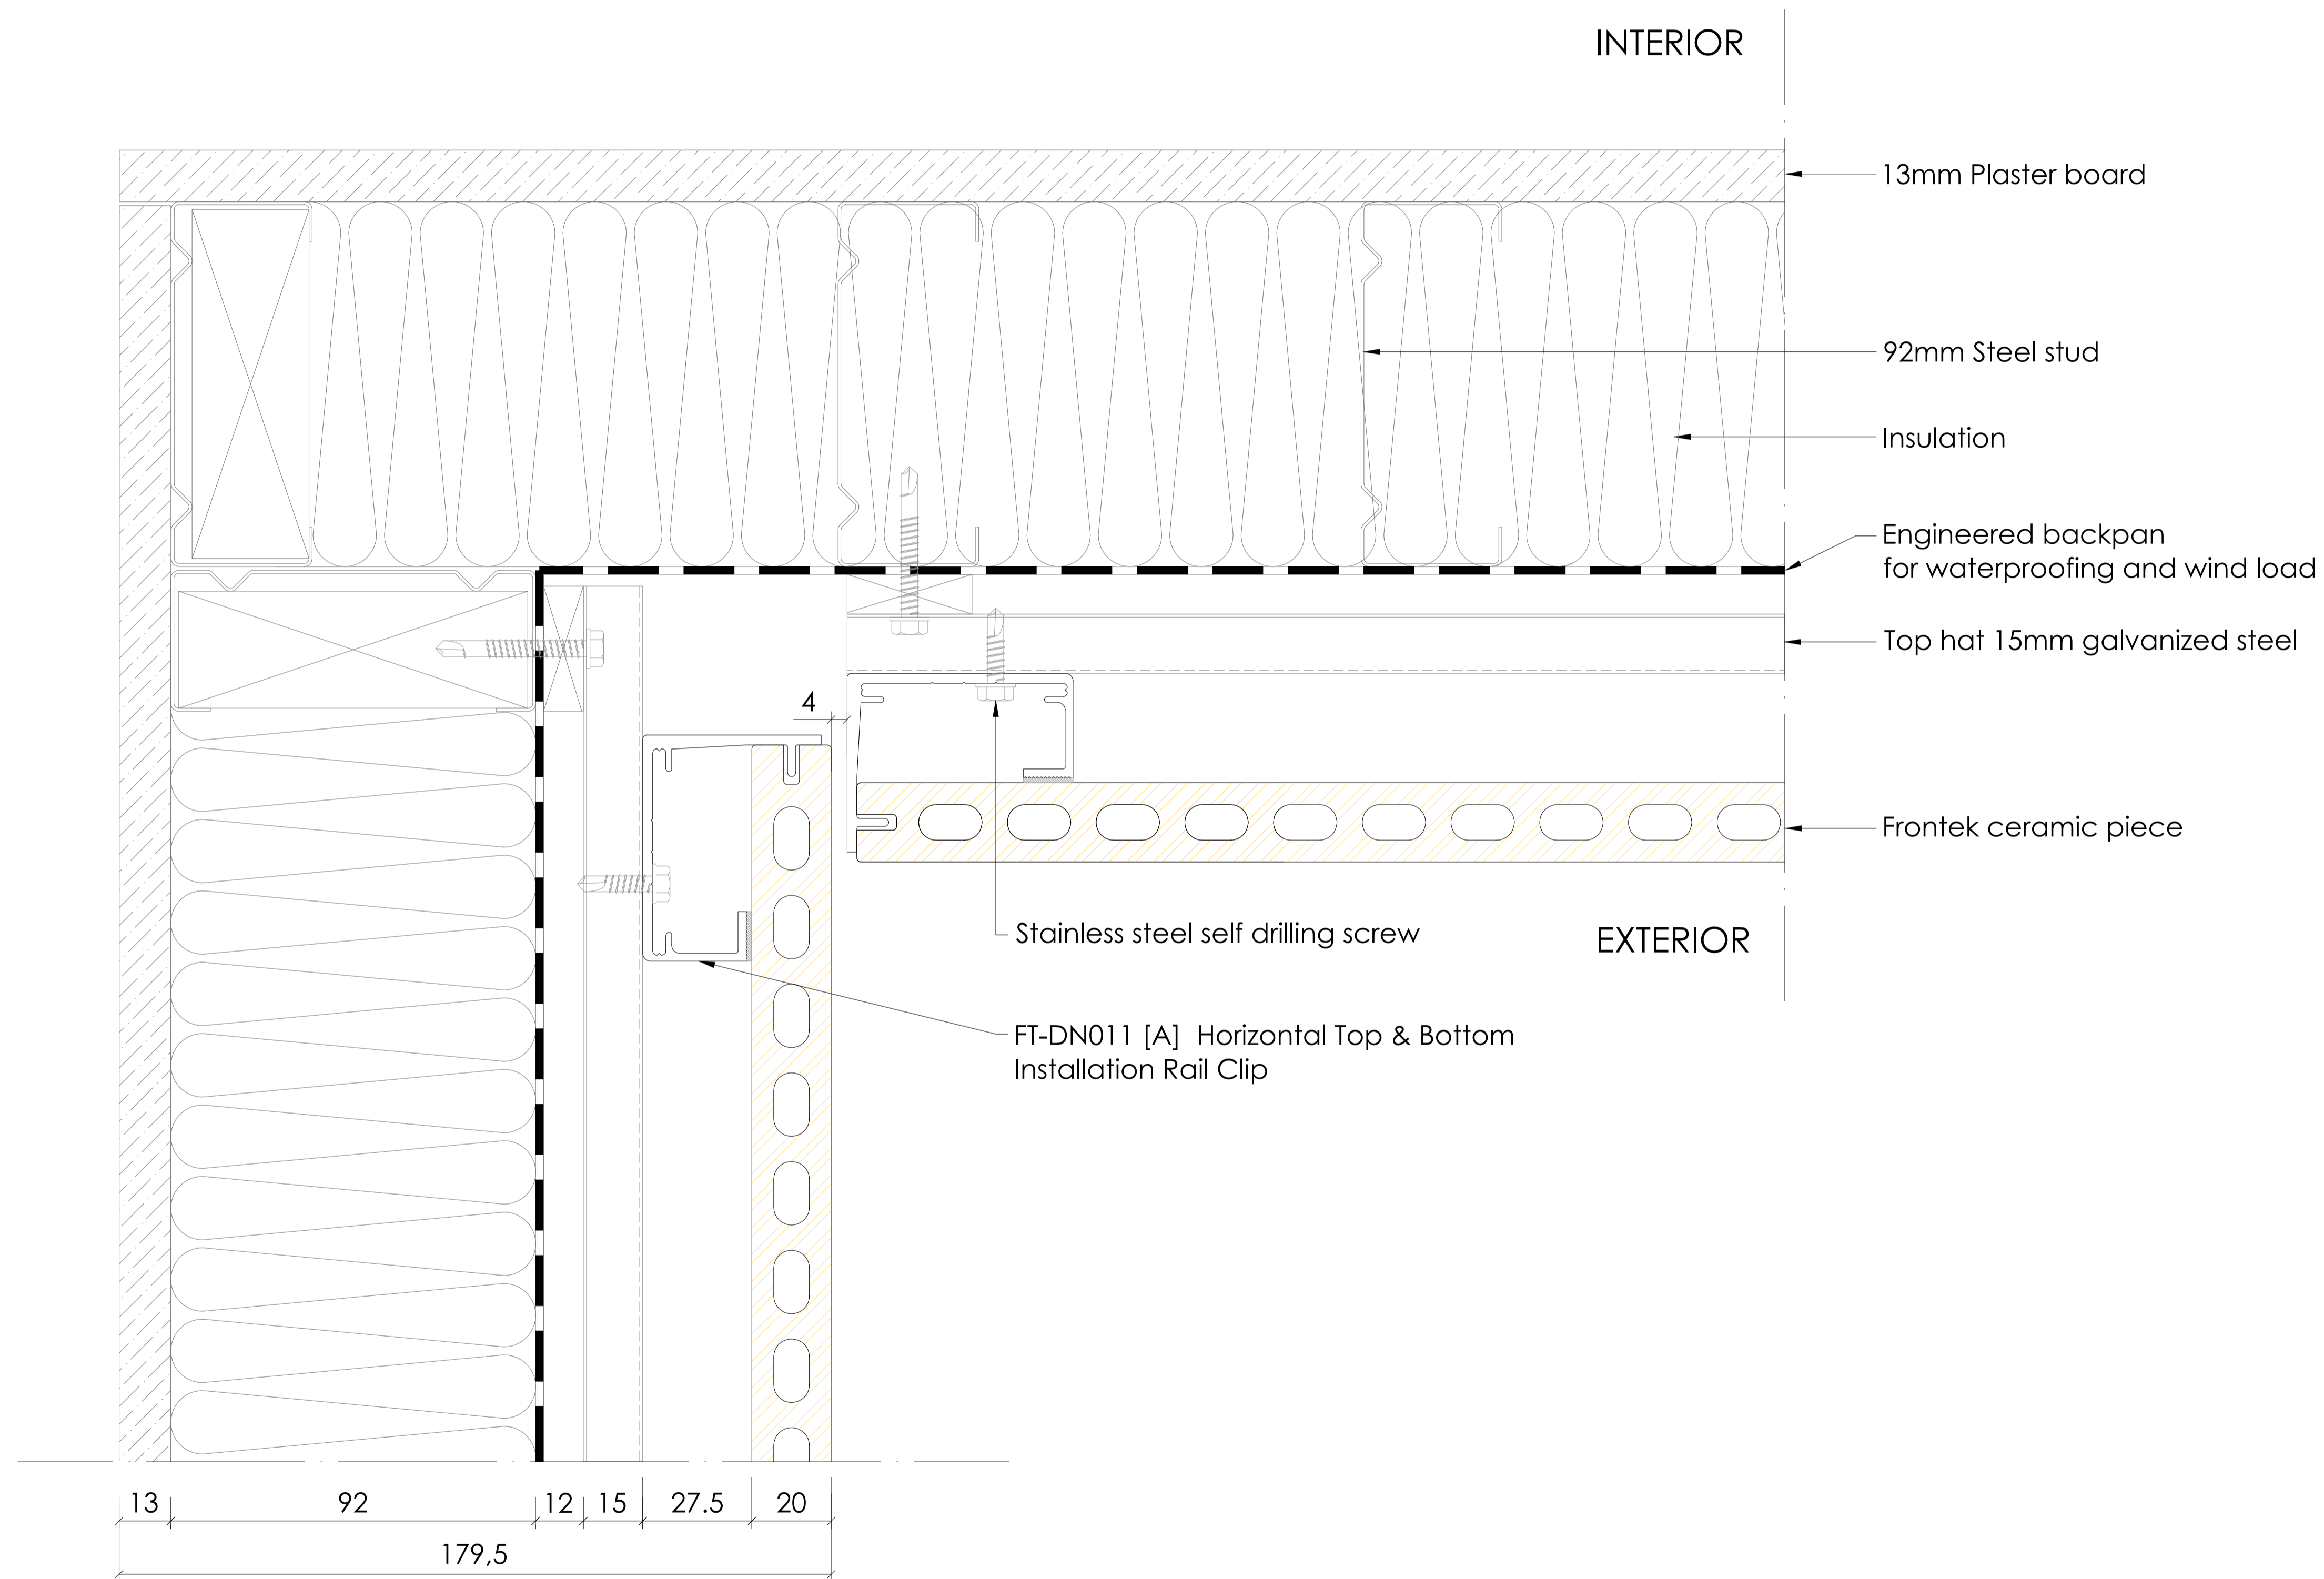 INTERIOR
13mm Plaster board
92mm Steel stud
Insulation
Engineered backpan
for waterproofing and wind load
Top hat 15mm galvanized steel
4
Frontek ceramic piece
Stainless steel self drilling screw
EXTERIOR
FT-DN011 [A]  Horizontal Top & Bottom
Installation Rail Clip
13 92 12 15 27.5 20
179,5